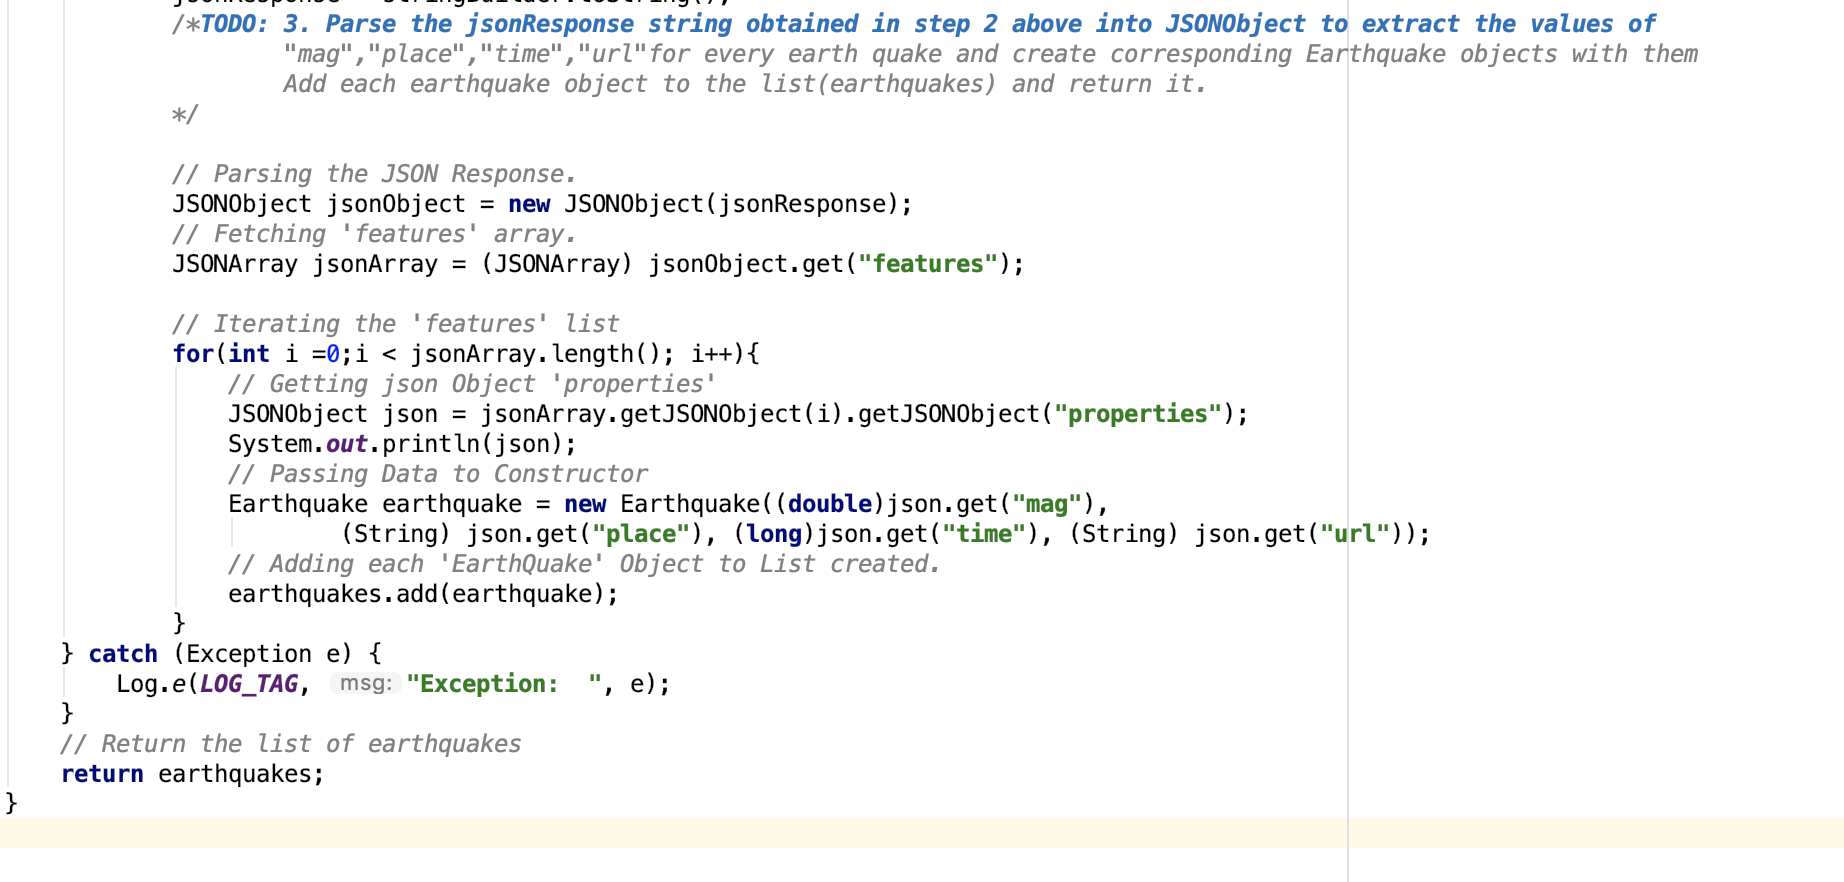 jsonResponse = stringBuilder.toString();
/*TODO: 3. Parse the jsonResponse string obtained in step 2 above into JSONObject to extract the values of
"mag","place","time","url"for every earth quake and create corresponding Earthquake objects with them
Add each earthquake object to the list(earthquakes) and return it.
*/
// Parsing the JSON Response.
JSONObject jsonObject = new JSONObject(jsonResponse);
// Fetching 'features' array.
JSONArray jsonArray = (JSONArray) jsonObject.get("features");
// Iterating the 'features' list
for(int i =0;i < jsonArray.length(); i++){
// Getting json Object 'properties'
JSONObject json = jsonArray.getJSONObject(i).getJSONObject("properties");
System.out.println(json);
// Passing Data to Constructor
Earthquake earthquake = new Earthquake((double)json.get("mag"),
(String) json.get("place"), (long)json.get("time"), (String) json.get("url"));
// Adding each 'EarthQuake' Object to List created.
earthquakes.add(earthquake);
}
} catch (Exception e) {
Log.e(LOG_TAG, msg: "Exception:  ", e);
}
// Return the list of earthquakes
return earthquakes;
}